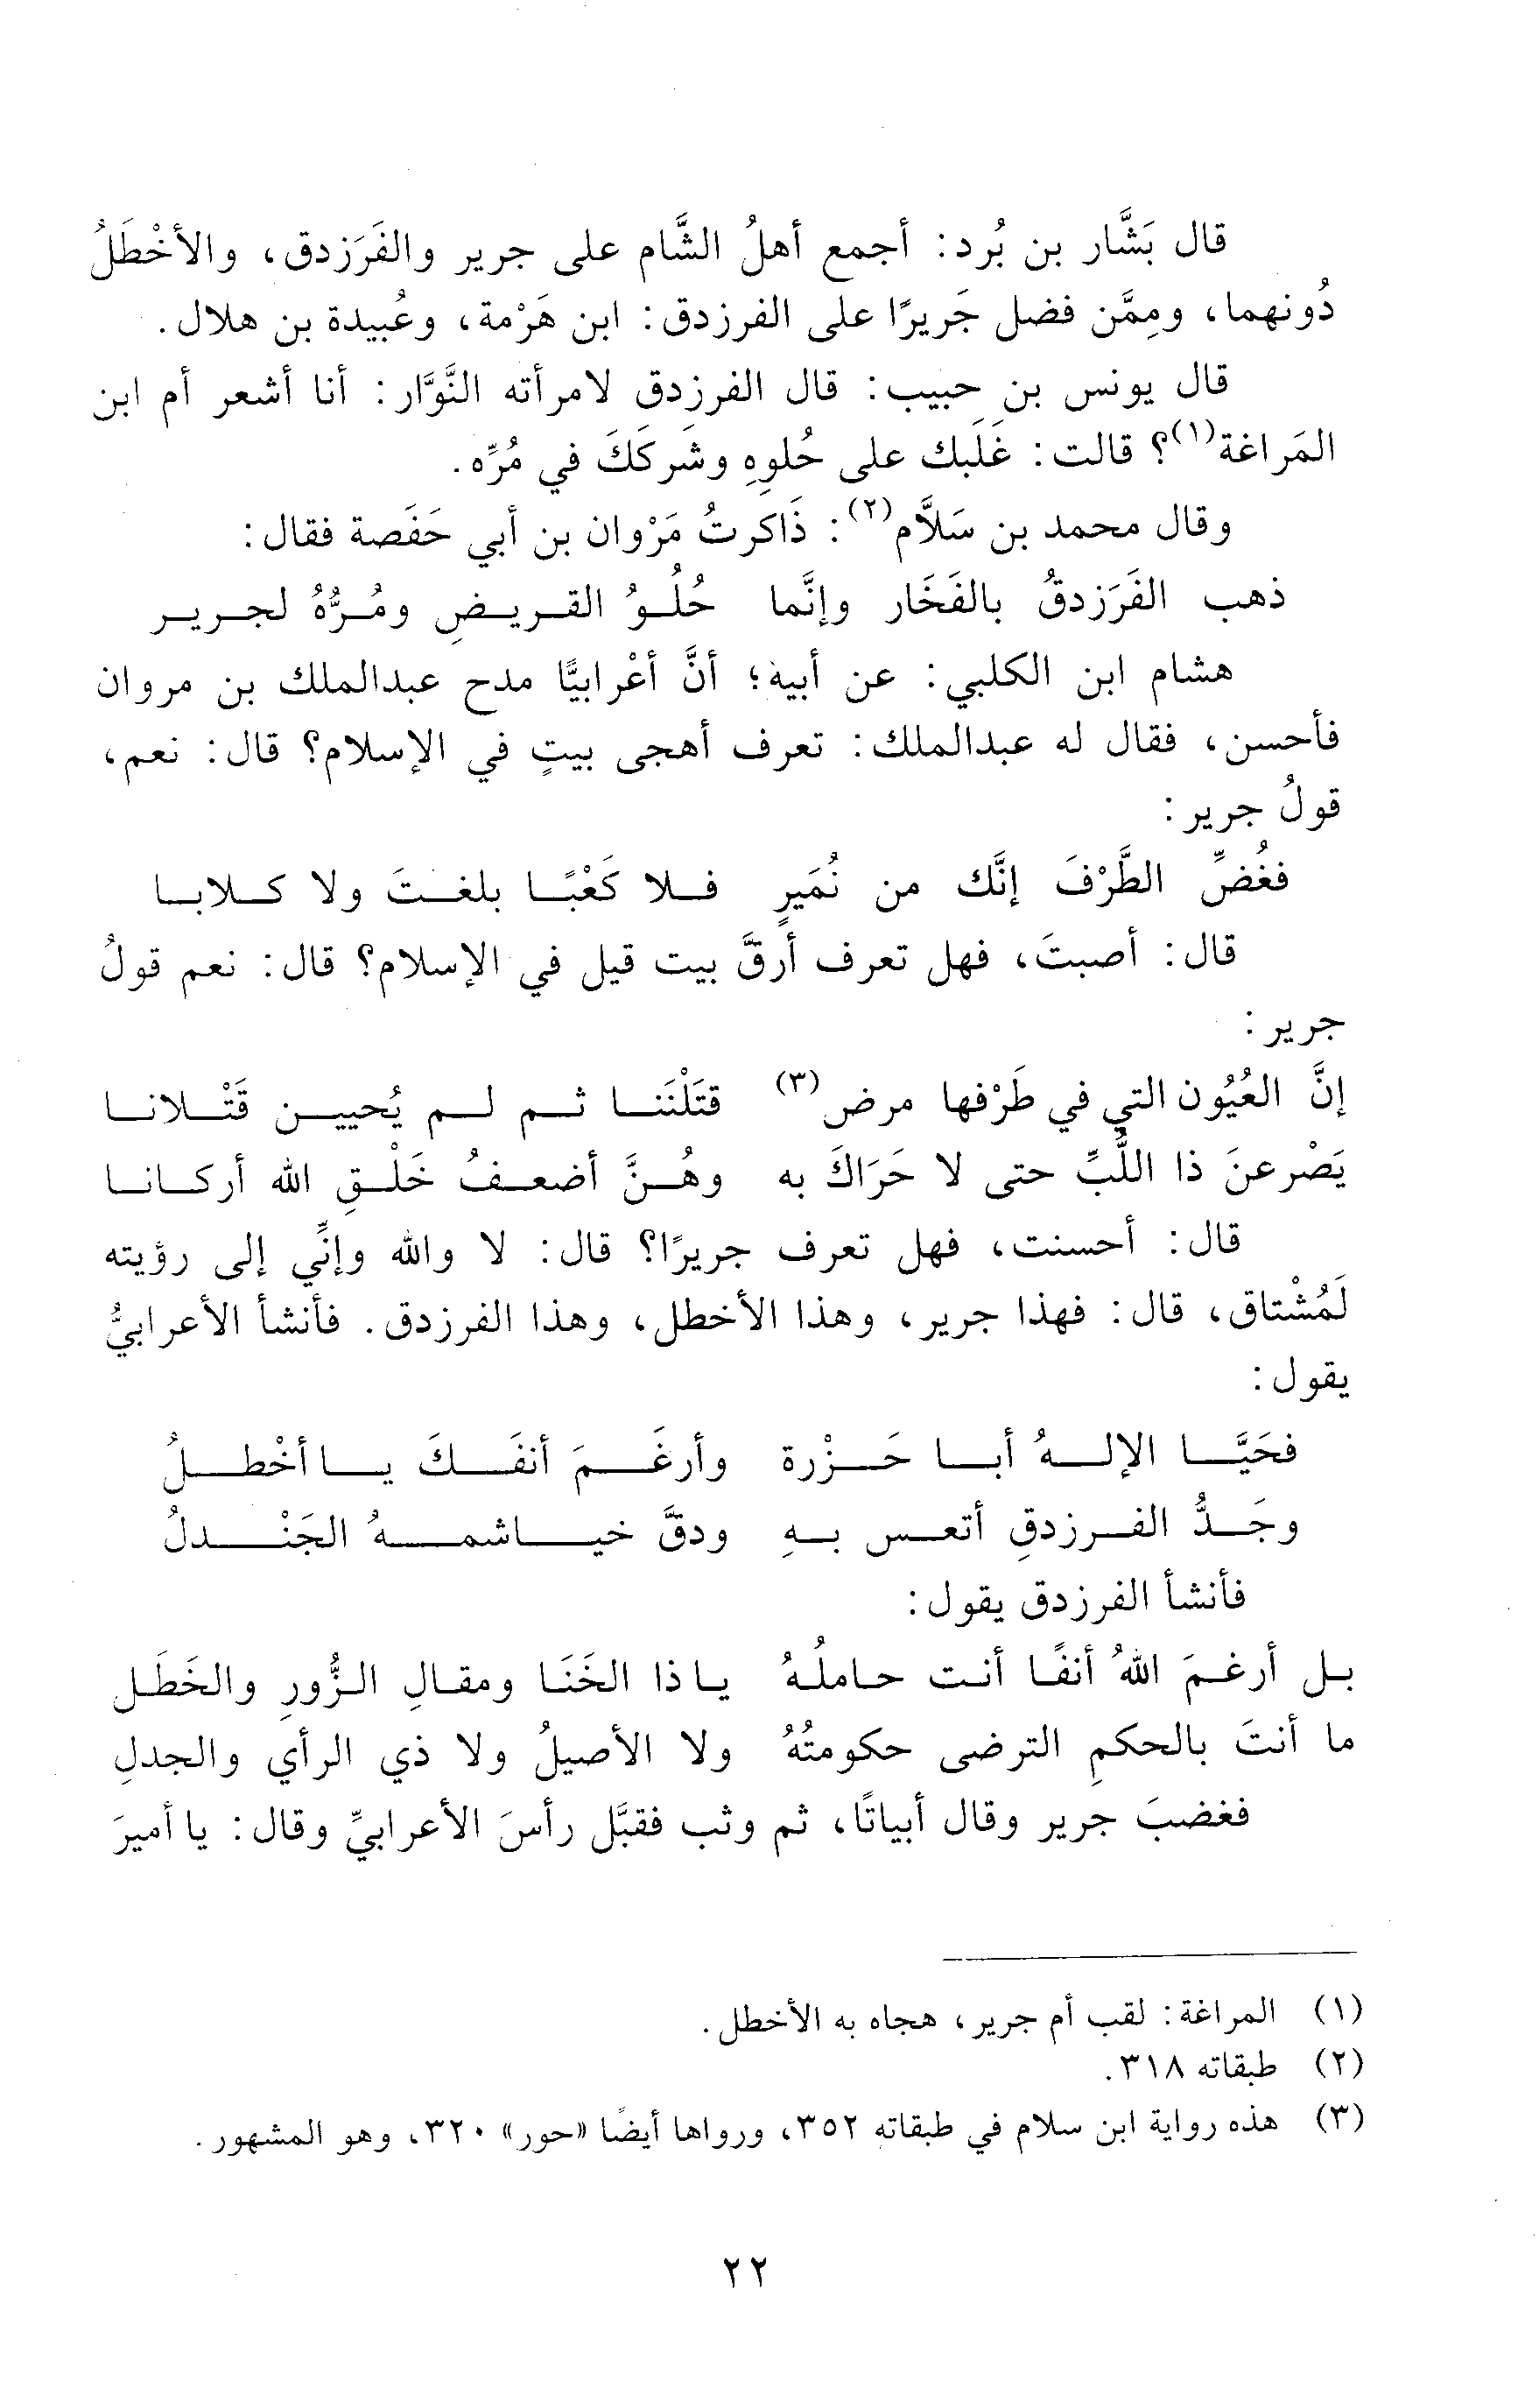 قال بَشَّار بن بُرد: أجمع أهلُ الشَّام على جرير والفَرَزدق، والأخْطَلُ
دُونهما، ومِمَّن فضل جَريرًا على الفرزدق: ابن هَرْمة، وعُبيدة بن هلال.
قال يونس بن حبيب: قال الفرزدق لامرأته النَّوَّار: أنا أشعر أم ابن
المَراغة(١)؟ قالت: غَلَبك على حُلوِهِ وشَركَكَ في مُرِّه.
وقال محمد بن سَلاَّم(٢): ذَاكَرتُ مَرْوان بن أبي حَفَصة فقال:
ذهب الفَرَزدقُ بالفَخَار وإنَّما حُلُـوُ القريـضِ ومُـرُّهُ لجريـر
هشام ابن الكلبي: عن أبيه؛ أنَّ أعْرابيًّا مدح عبدالملك بن مروان
فأحسن، فقال له عبدالملك: تعرف أهجى بيتٍ في الإسلام؟ قال: نعم،
قولُ جرير:
فغُضِّ الطَّرْفَ إنَّك من نُمَيرٍ فـلا كَعْبًـا بلغـتَ ولا كـلابـا
قال: أصبتَ، فهل تعرف أرقَّ بيت قيل في الإسلام؟ قال: نعم قولُ
جرير:
إنَّ العُيُون التي في طَرْفها مرض(٣) قتَلْنَنـا ثـم لـم يُحييـن قَتْـلانـا
يَصْرعنَ ذا اللُّبِّ حتى لا حَرَاكَ به وهُـنَّ أضعـفُ خَلْـقِ الله أركـانـا
قال: أحسنت، فهل تعرف جريرًا؟ قال: لا والله وإنِّي إلى رؤيته
لَمُشْتاق، قال: فهذا جرير، وهذا الأخطل، وهذا الفرزدق. فأنشأ الأعرابيُّ
يقول:
فحَيَّـا الإلـهُ أبـا حَـزْرة وأرغَـمَ أنفَـكَ يـا أخْطـلُ
وجَـدُّ الفـرزدقِ أتعـس بـهِ ودقَّ خيـاشمـهُ الجَنْـدلُ
فأنشأ الفرزدق يقول:
بـل أرغـمَ اللهُ أنفًـا أنـت حـاملُـهُ يـا ذا الخَنَـا ومقـالِ الـزُّورِ والخَطَـل
ما أنتَ بالحكمِ الترضى حكومتُهُ ولا الأصيلُ ولا ذي الرأي والجدلِ
فغضبَ جرير وقال أبياتًا، ثم وثب فقبَّل رأسَ الأعرابيِّ وقال: يا أميرَ
(١) المراغة: لقب أم جرير، هجاه به الأخطل.
(٢) طبقاته ٣١٨.
(٣) هذه رواية ابن سلام في طبقاته ٣٥٢، ورواها أيضًا «حور» ٣٢٠، وهو المشهور.
٢٢